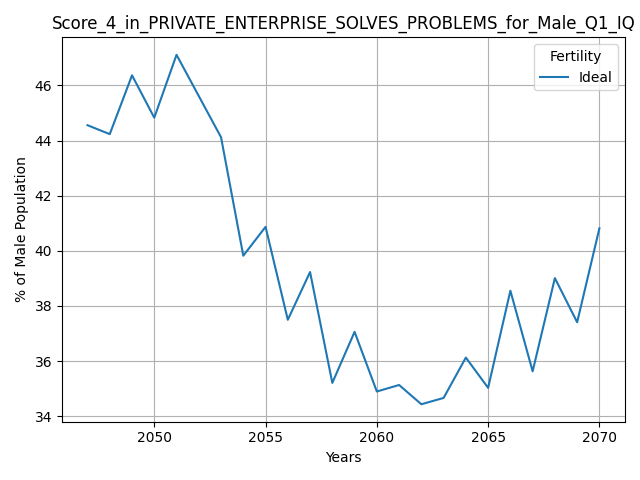 Score_4_in_PRIVATE_ENTERPRISE_SOLVES_PROBLEMS_for_Male_Q1_IQ
Fertility
Ideal
46
44
42
40
38
36
34
% of Male Population
2050 2055 2060 2065 2070
Years